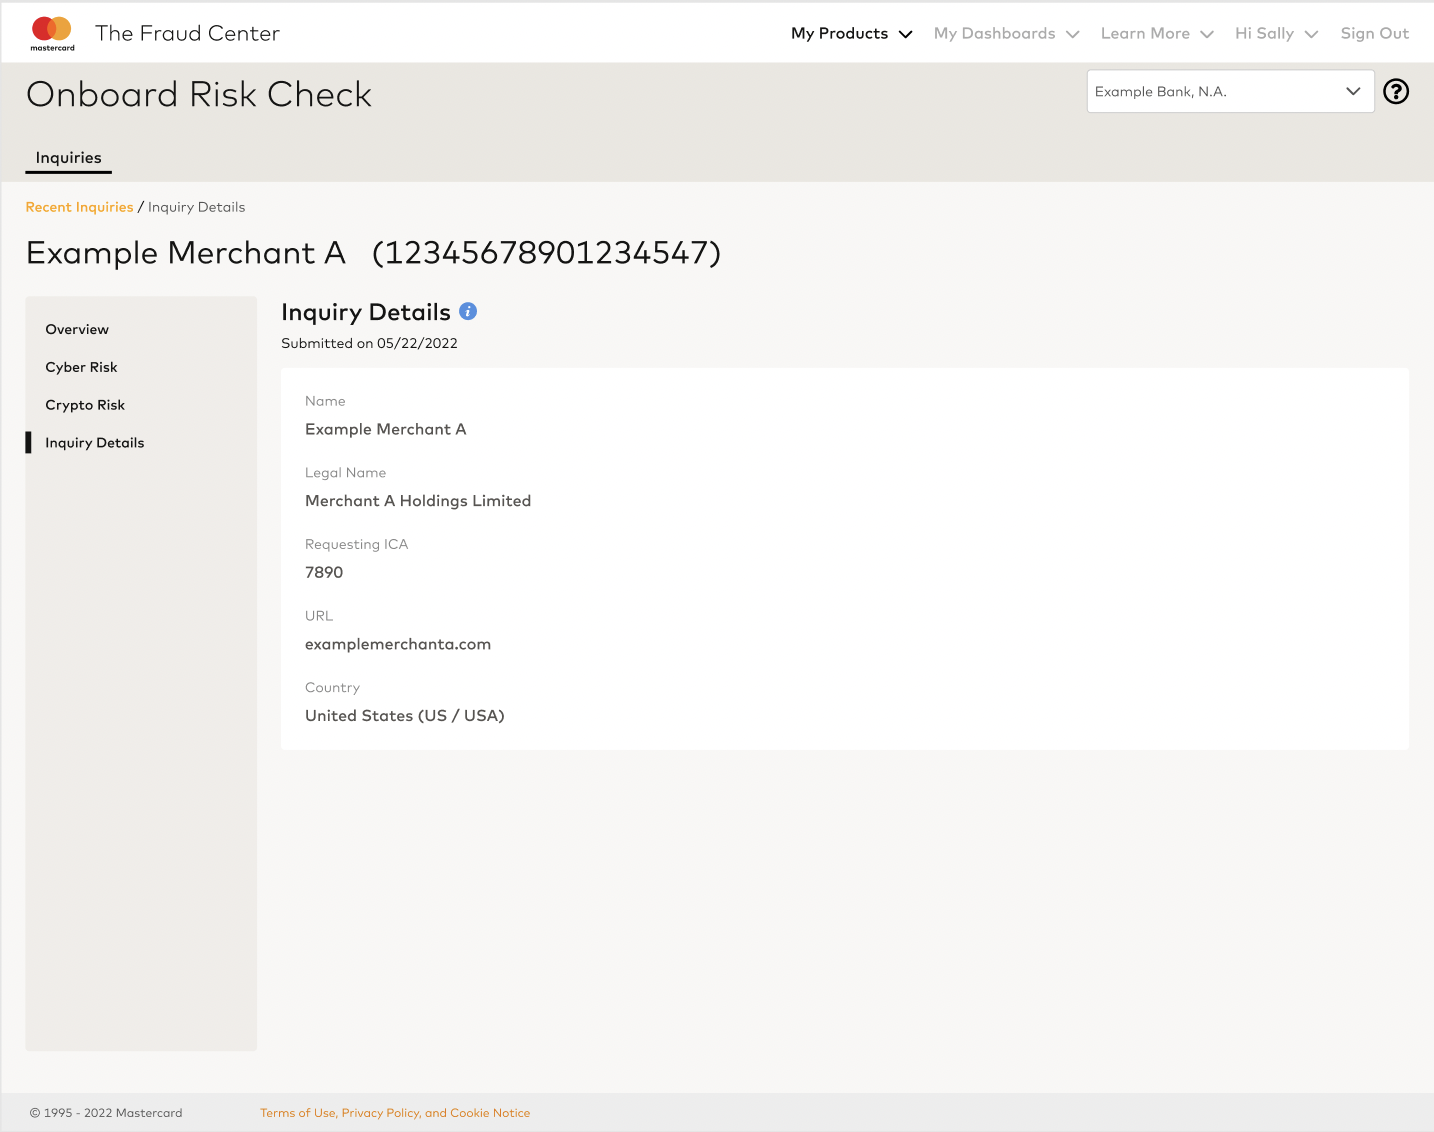 mastercard
The Fraud Center
My Products
My Dashboards
Learn More
Hi Sally
Sign Out
Onboard Risk Check
Example Bank, N.A.
?
Inquiries
Recent Inquiries / Inquiry Details
Example Merchant A (12345678901234547)
Overview
Cyber Risk
Crypto Risk
Inquiry Details
Inquiry Details i
Submitted on 05/22/2022
Name
Example Merchant A
Legal Name
Merchant A Holdings Limited
Requesting ICA
7890
URL
examplemerchanta.com
Country
United States (US / USA)
© 1995 - 2022 Mastercard
Terms of Use, Privacy Policy, and Cookie Notice